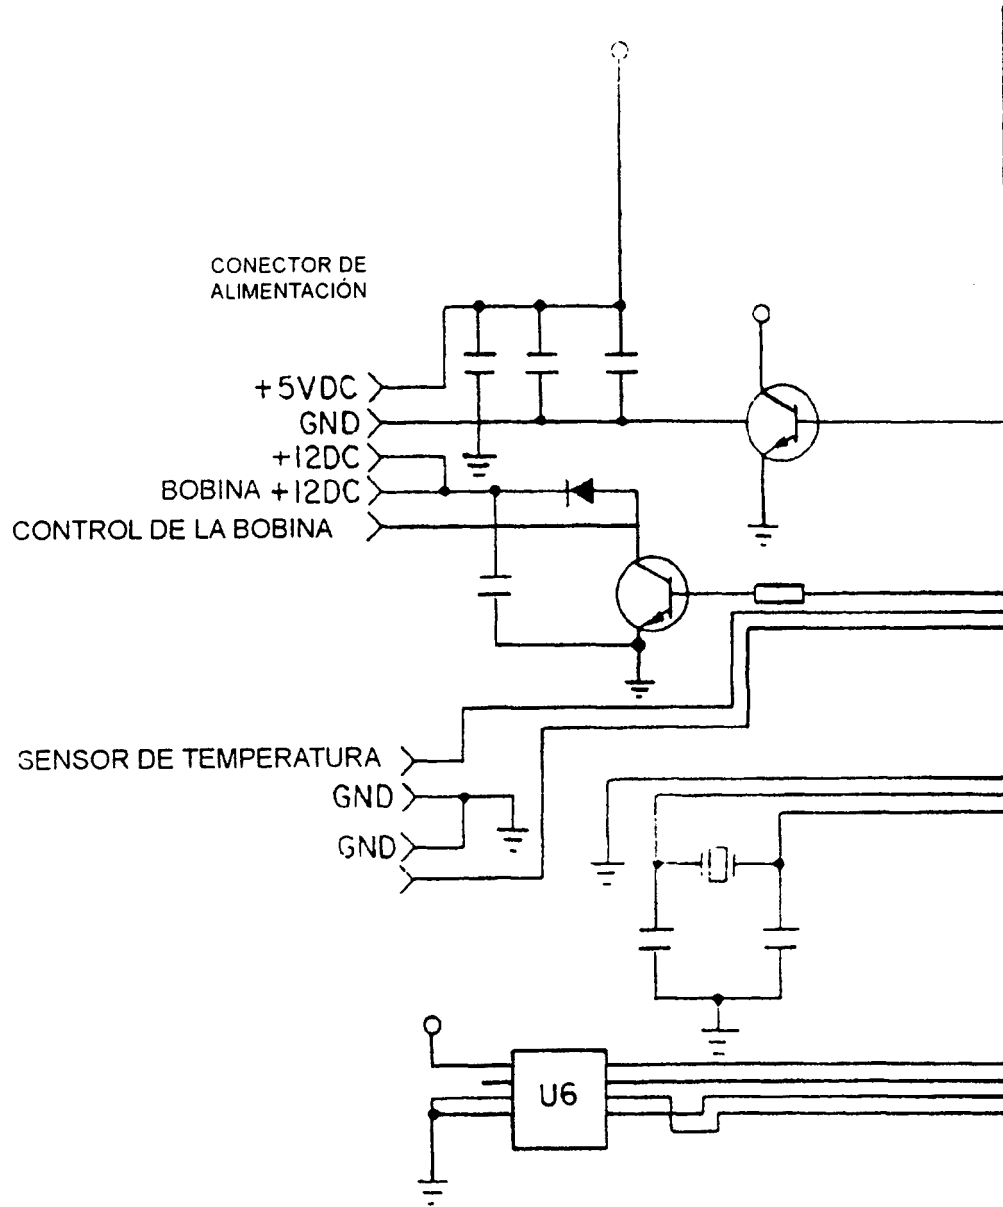 CONECTOR DE
ALIMENTACIÓN
+5VDC
GND
+12DC
BOBINA +12DC
CONTROL DE LA BOBINA
SENSOR DE TEMPERATURA
GND
GND
U6